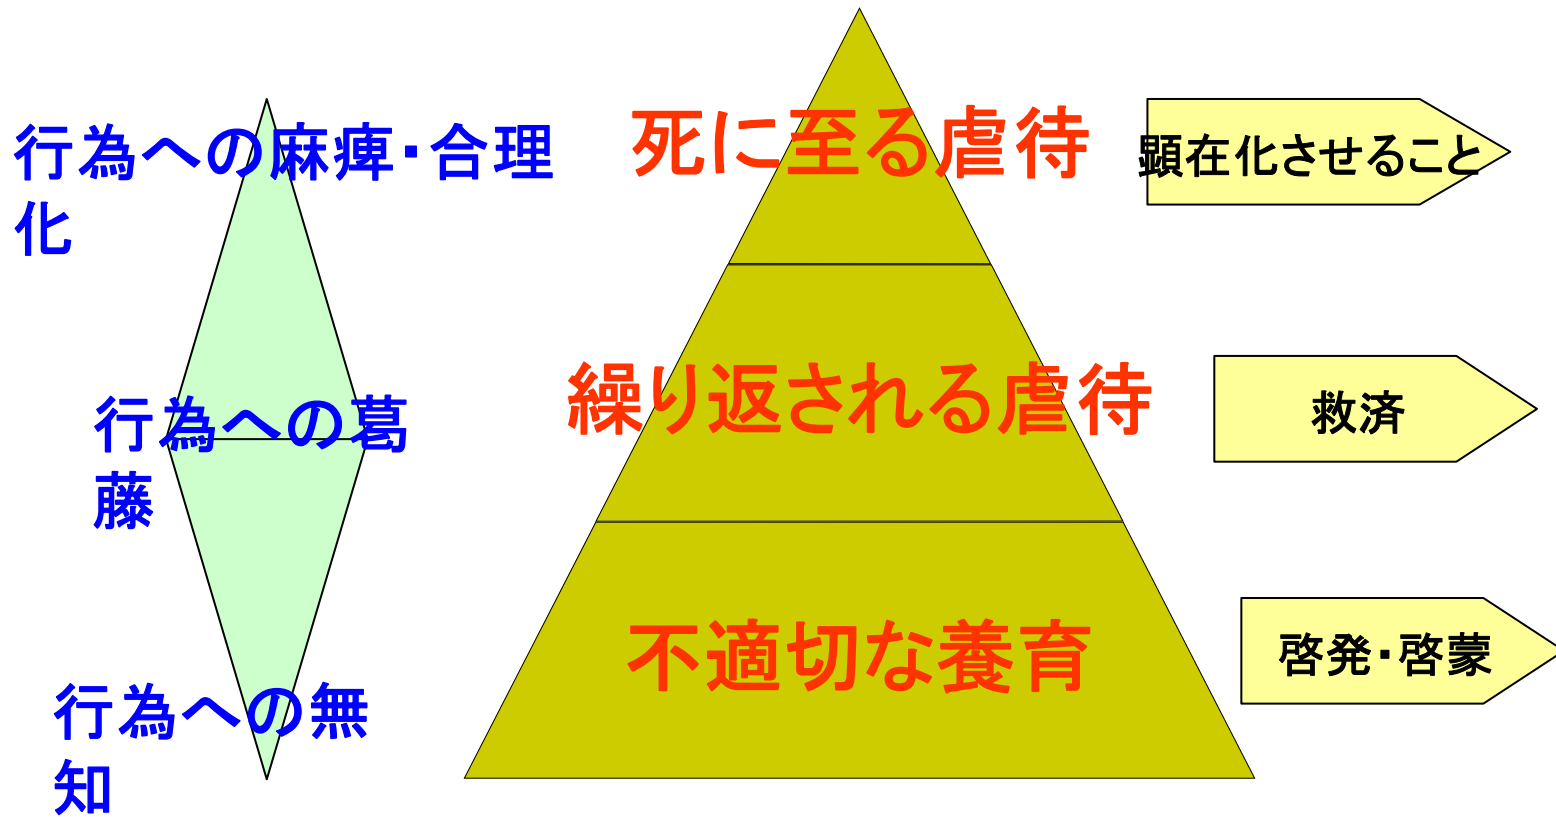 行為への麻痺・合理
化
死に至る虐待
顕在化させること
行為への葛
藤
繰り返される虐待
救済
行為への無
知
不適切な養育
啓発・啓蒙